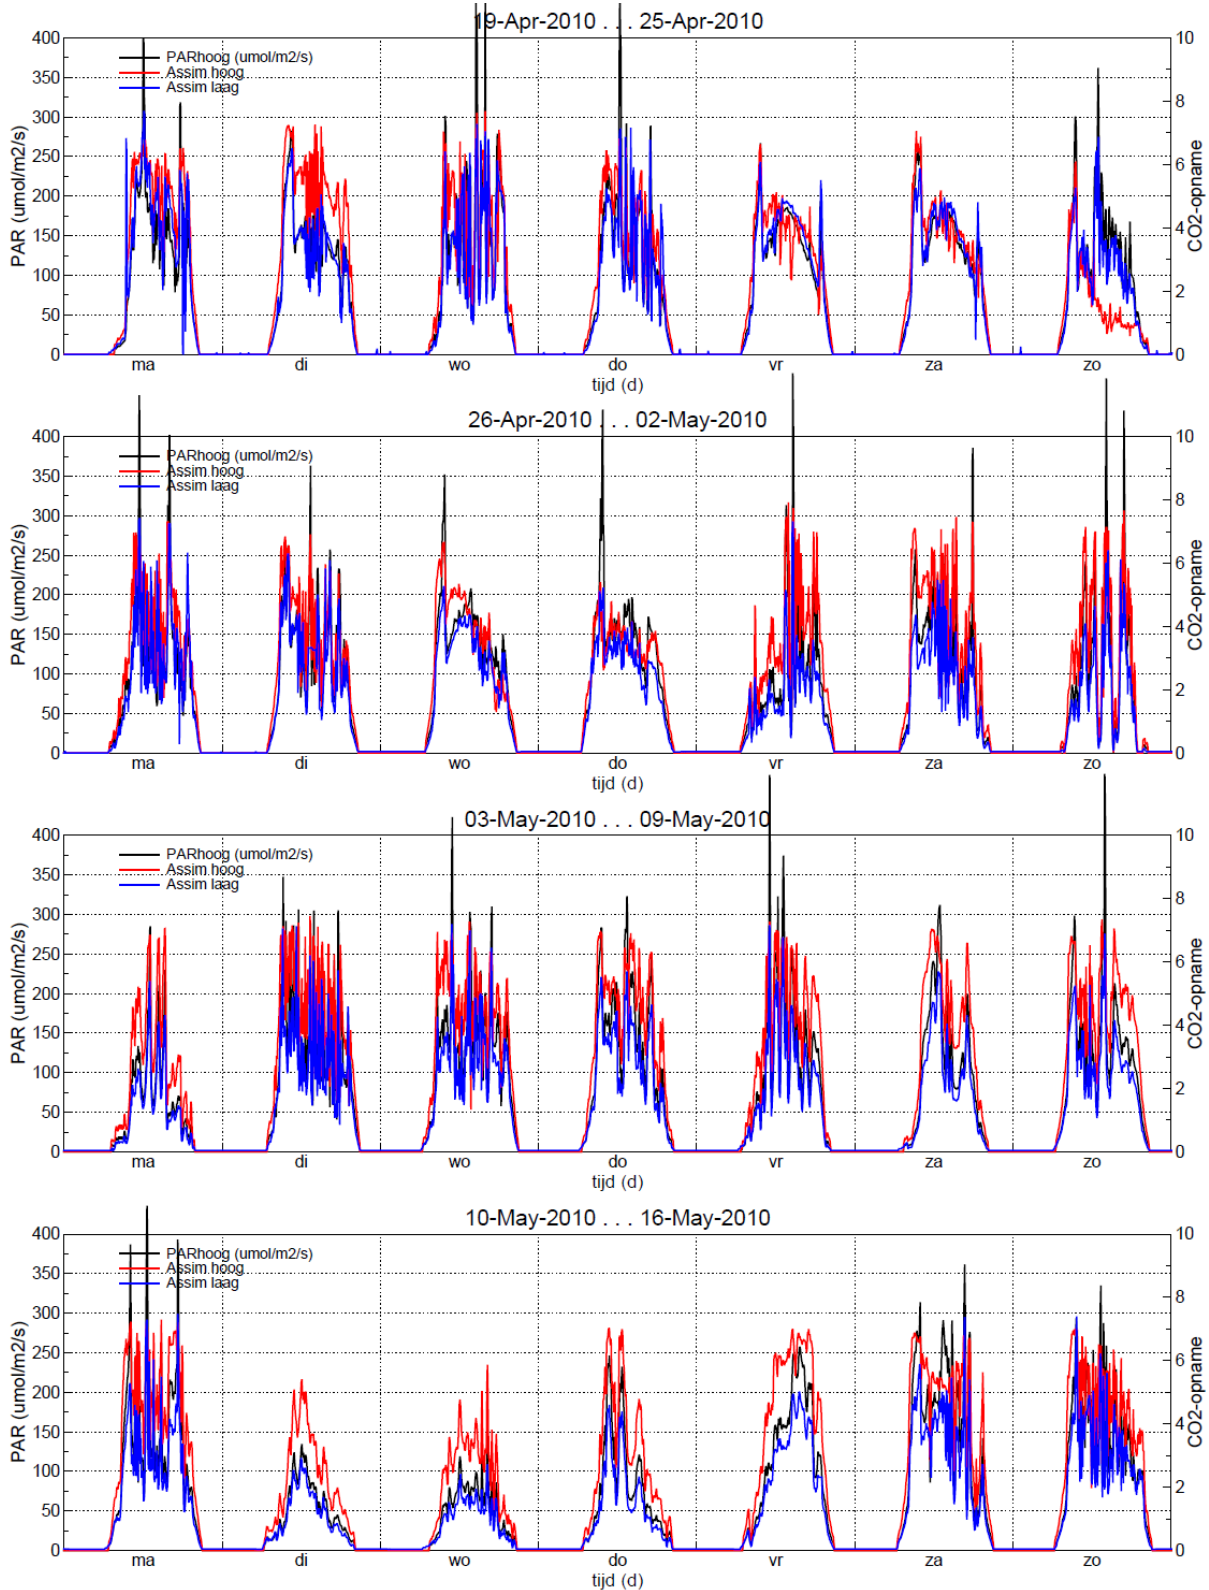 19-Apr-2010 . . . 25-Apr-2010
400
350
300
250
200
150
100
50
0
PAR (umol/m2/s)
PARhoog (umol/m2/s)
Assim hoog
Assim laag
10
8
6
4
2
0
CO2-opname
ma di wo do vr za zo
tijd (d)
26-Apr-2010 . . . 02-May-2010
400
350
300
250
200
150
100
50
0
PAR (umol/m2/s)
PARhoog (umol/m2/s)
Assim hoog
Assim laag
10
8
6
4
2
0
CO2-opname
ma di wo do vr za zo
tijd (d)
03-May-2010 . . . 09-May-2010
400
350
300
250
200
150
100
50
0
PAR (umol/m2/s)
PARhoog (umol/m2/s)
Assim hoog
Assim laag
10
8
6
4
2
0
CO2-opname
ma di wo do vr za zo
tijd (d)
10-May-2010 . . . 16-May-2010
400
350
300
250
200
150
100
50
0
PAR (umol/m2/s)
PARhoog (umol/m2/s)
Assim hoog
Assim laag
10
8
6
4
2
0
CO2-opname
ma di wo do vr za zo
tijd (d)